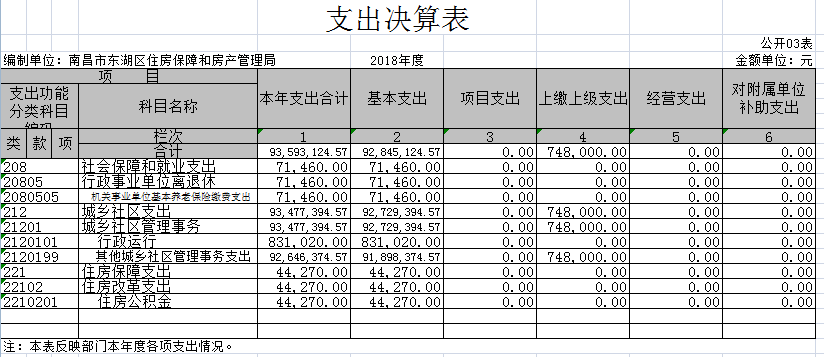 支出决算表
公开03表
编制单位：南昌市东湖区住房保障和房产管理局 2018年度 金额单位：元
项 目 本年支出合计 基本支出 项目支出 上缴上级支出 经营支出 对附属单位补助支出
支出功能分类科目编码 科目名称
类 款 项 栏次 1 2 3 4 5 6
合计 93,593,124.57 92,845,124.57 0.00 748,000.00 0.00 0.00
208 社会保障和就业支出 71,460.00 71,460.00 0.00 0.00 0.00 0.00
20805 行政事业单位离退休 71,460.00 71,460.00 0.00 0.00 0.00 0.00
2080505 机关事业单位基本养老保险缴费支出 71,460.00 71,460.00 0.00 0.00 0.00 0.00
212 城乡社区支出 93,477,394.57 92,729,394.57 0.00 748,000.00 0.00 0.00
21201 城乡社区管理事务 93,477,394.57 92,729,394.57 0.00 748,000.00 0.00 0.00
2120101 行政运行 831,020.00 831,020.00 0.00 0.00 0.00 0.00
2120199 其他城乡社区管理事务支出 92,646,374.57 91,898,374.57 0.00 748,000.00 0.00 0.00
221 住房保障支出 44,270.00 44,270.00 0.00 0.00 0.00 0.00
22102 住房改革支出 44,270.00 44,270.00 0.00 0.00 0.00 0.00
2210201 住房公积金 44,270.00 44,270.00 0.00 0.00 0.00 0.00
注：本表反映部门本年度各项支出情况。